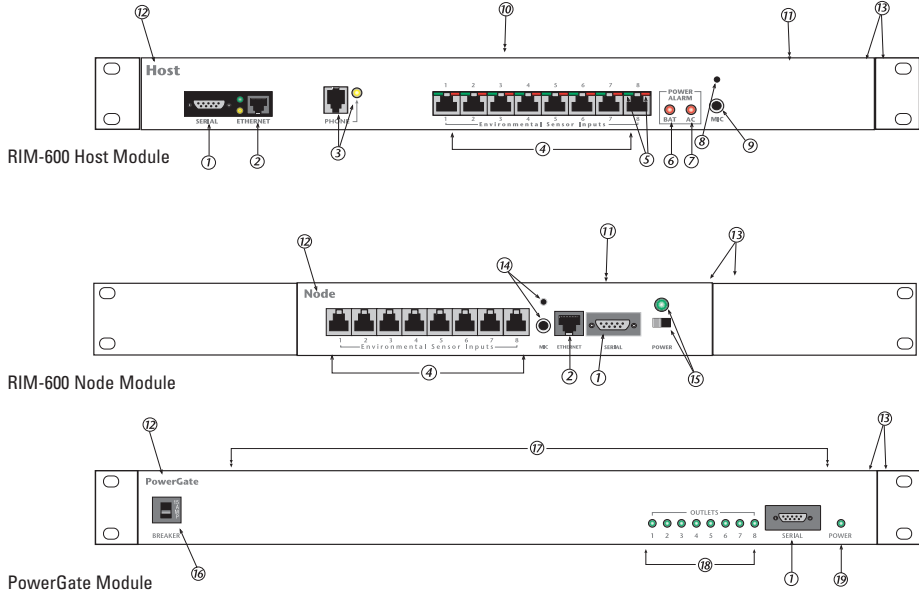 12 10 11 13
Host
1 2 3 4 5 6 7 8
POWER
ALARM
SERIAL ETHERNET PHONE
1 2 3 4 5 6 7 8
BAT AC MIC
Environmental Sensor Inputs
1 2 3 4 5 6 7 8 9
RIM-600 Host Module
12 14 11 13
Node
1 2 3 4 5 6 7 8
Environmental Sensor Inputs
MIC ETHERNET SERIAL POWER
4 2 1 15
RIM-600 Node Module
12 17 13
PowerGate
OUTLETS
BREAKER
1 2 3 4 5 6 7 8
SERIAL POWER
16 18 1 19
PowerGate Module